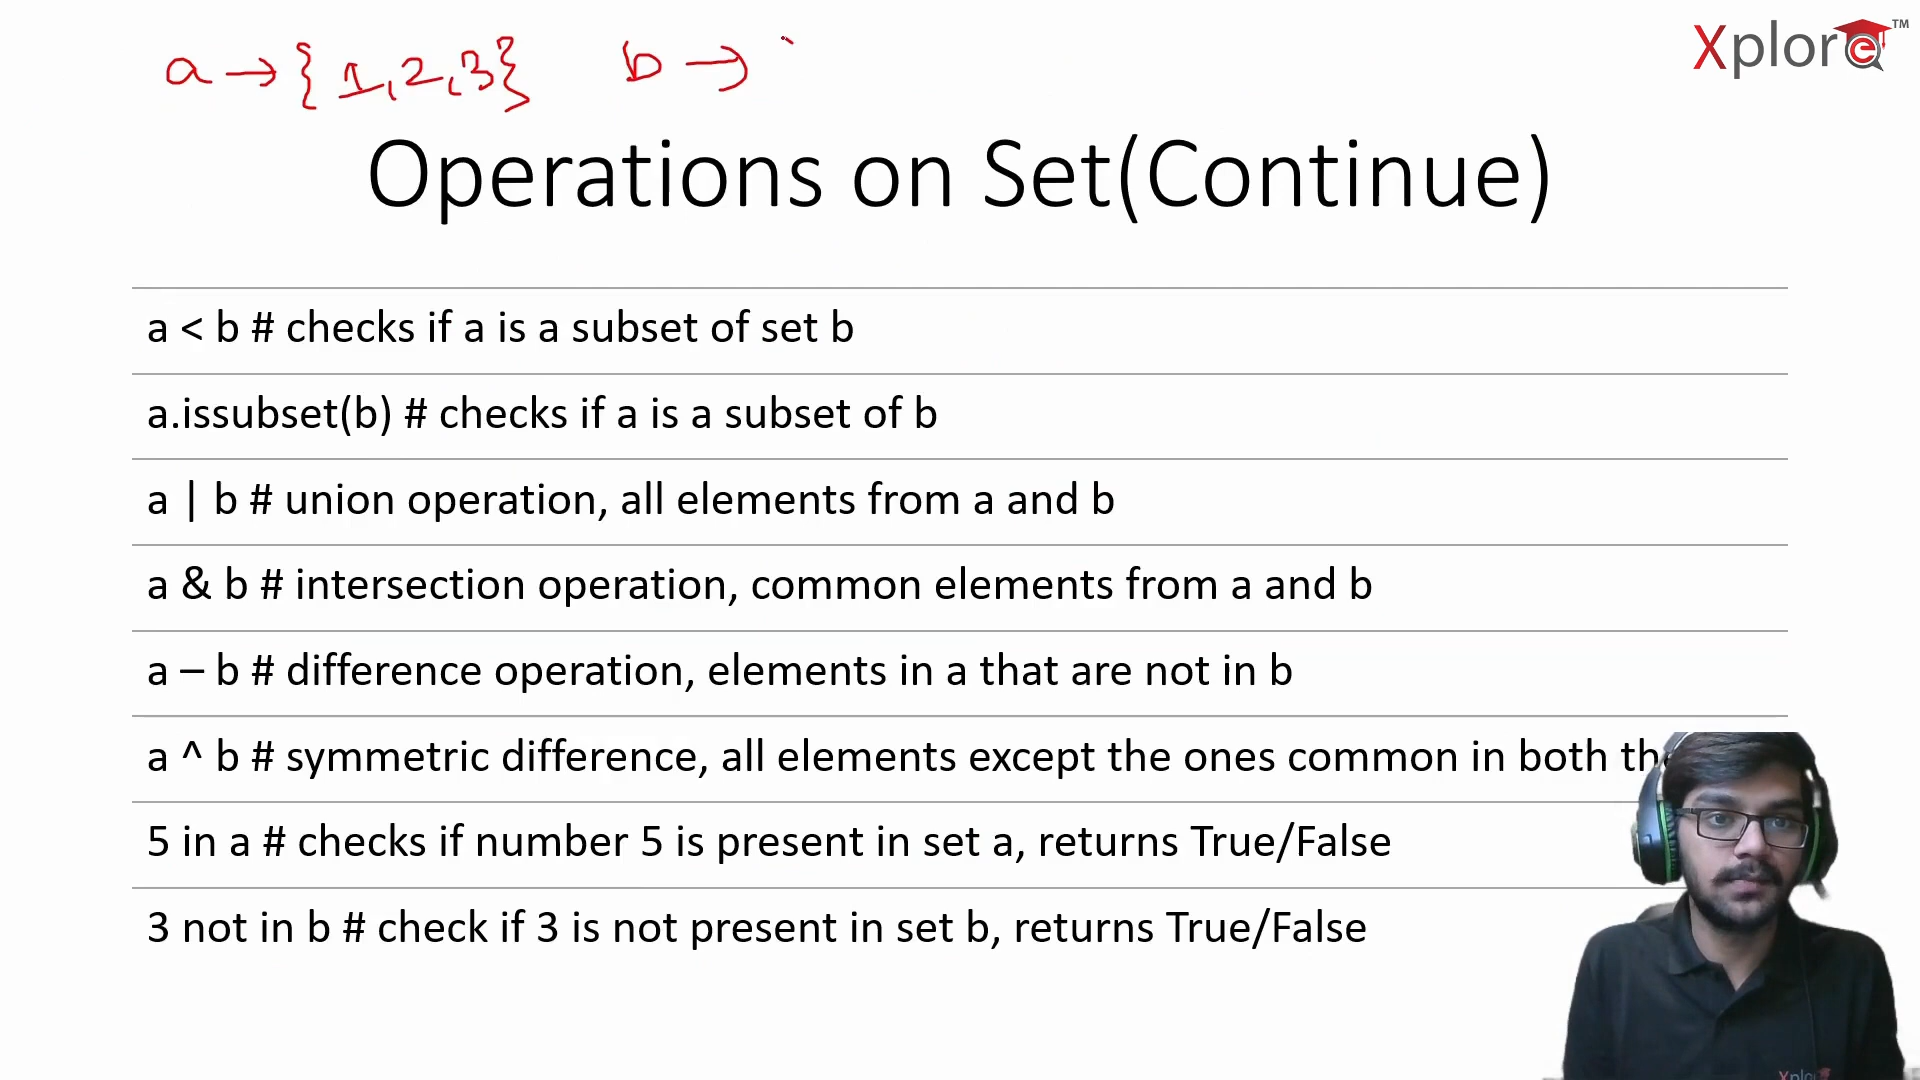 Xplore™
a → {1,2,3} b →
Operations on Set(Continue)
a < b # checks if a is a subset of set b
a.issubset(b) # checks if a is a subset of b
a | b # union operation, all elements from a and b
a & b # intersection operation, common elements from a and b
a – b # difference operation, elements in a that are not in b
a ^ b # symmetric difference, all elements except the ones common in both
5 in a # checks if number 5 is present in set a, returns True/False
3 not in b # check if 3 is not present in set b, returns True/False